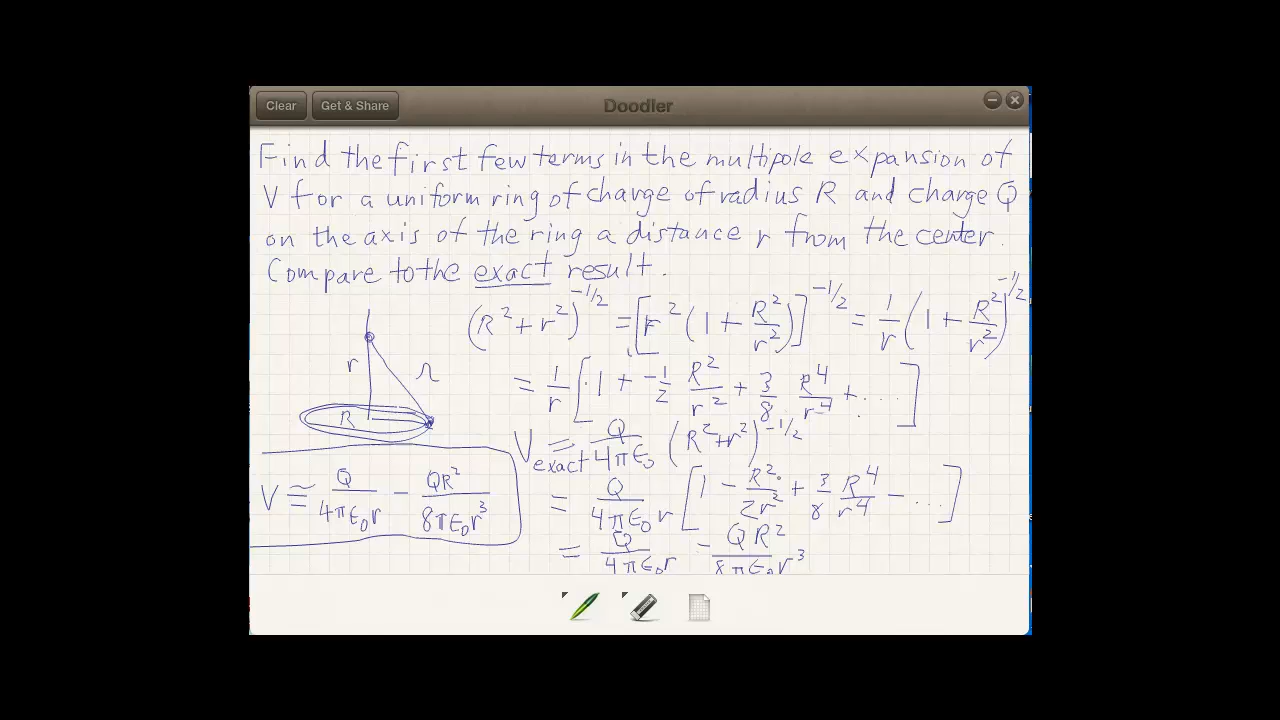 Clear
Get & Share
Doodler
Find the first few terms in the multipole expansion of
V for a uniform ring of charge of radius R and charge Q
on the axis of the ring a distance r from the center.
Compare to the exact result.
(R² + r²)^{-1/2} = [r²(1 + R²/r²)]^{-1/2} = 1/r (1 + R²/r²)^{-1/2}
= 1/r [1 + -1/2 R²/r² + 3/8 R⁴/r⁴ + ....]
r
r
R
V_exact = Q/4πε₀ (R²+r²)^{-1/2}
V ≅ Q/4πε₀r - QR²/8πε₀r³
= Q/4πε₀r [1 - R²/2r² + 3/8 R⁴/r⁴ - ....]
= Q/4πε₀r - QR²/8πε₀r³